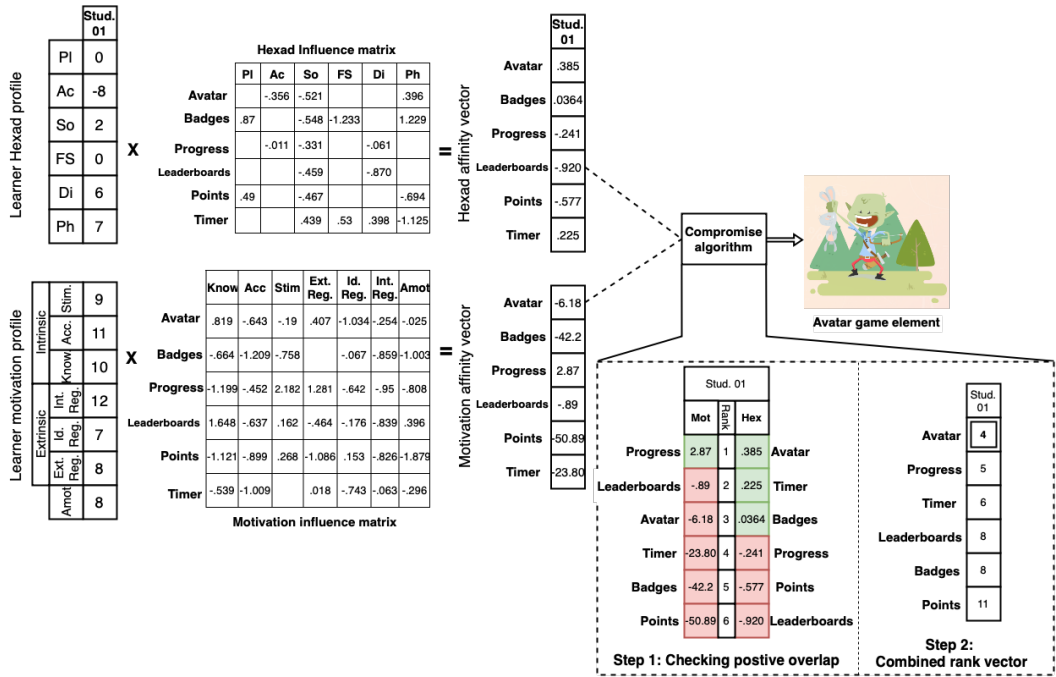 Stud.
01
Learner Hexad profile
Pl 0
Ac -8
So 2
FS 0
Di 6
Ph 7
X
Hexad Influence matrix
Pl Ac So FS Di Ph
Avatar -.356 -.521 .396
Badges .87 -.548 -1.233 1.229
Progress -.011 -.331 -.061
Leaderboards -.459 -.870
Points .49 -.467 -.694
Timer .439 .53 .398 -1.125
=
Hexad affinity vector
Stud.
01
Avatar .385
Badges .0364
Progress -.241
Leaderboards -.920
Points -.577
Timer .225
Learner motivation profile
Intrinsic
Stim. 9
Acc. 11
Know. 10
Extrinsic
Int. Reg. 12
Id. Reg. 7
Ext. Reg. 8
Amot 8
X
Know Acc Stim Ext. Reg. Id. Reg. Int. Reg. Amot
Avatar .819 -.643 -.19 .407 -1.034 -.254 -.025
Badges -.664 -1.209 -.758 -.067 -.859 -1.003
Progress -1.199 -.452 2.182 1.281 -.642 -.95 -.808
Leaderboards 1.648 -.637 .162 -.464 -.176 -.839 .396
Points -1.121 -.899 .268 -1.086 .153 -.826 -1.879
Timer -.539 -1.009 .018 -.743 -.063 -.296
Motivation influence matrix
=
Motivation affinity vector
Avatar -6.18
Badges -42.2
Progress 2.87
Leaderboards -.89
Points -50.89
Timer -23.80
Compromise
algorithm
Avatar game element
Stud. 01
Mot Rank Hex
Progress 2.87 1 .385 Avatar
Leaderboards -.89 2 .225 Timer
Avatar -6.18 3 .0364 Badges
Timer -23.80 4 -.241 Progress
Badges -42.2 5 -.577 Points
Points -50.89 6 -.920 Leaderboards
Step 1: Checking postive overlap
Stud.
01
Avatar 4
Progress 5
Timer 6
Leaderboards 8
Badges 8
Points 11
Step 2:
Combined rank vector